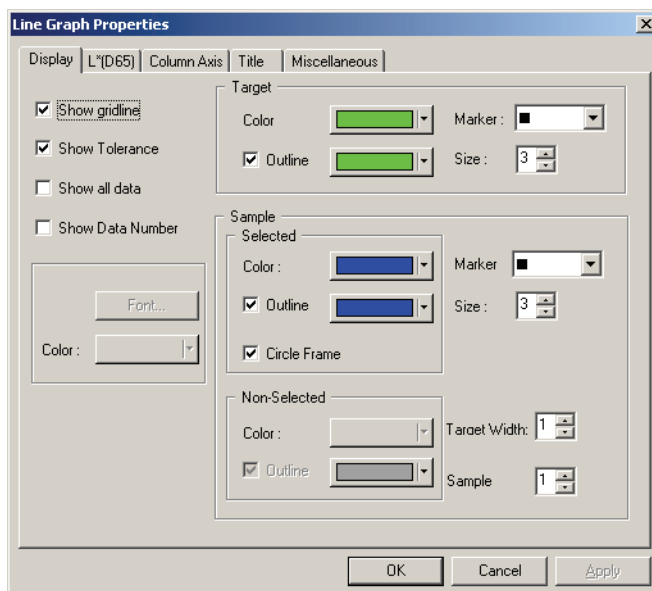 Line Graph Properties
Display
L*(D65)
Column Axis
Title
Miscellaneous
Show gridline
Show Tolerance
Show all data
Show Data Number
Font...
Color :
Target
Color
Outline
Marker :
Size :
3
Sample
Selected
Color :
Outline
Circle Frame
Marker
Size :
3
Non-Selected
Color :
Outline
Target Width:
1
Sample
1
OK
Cancel
Apply